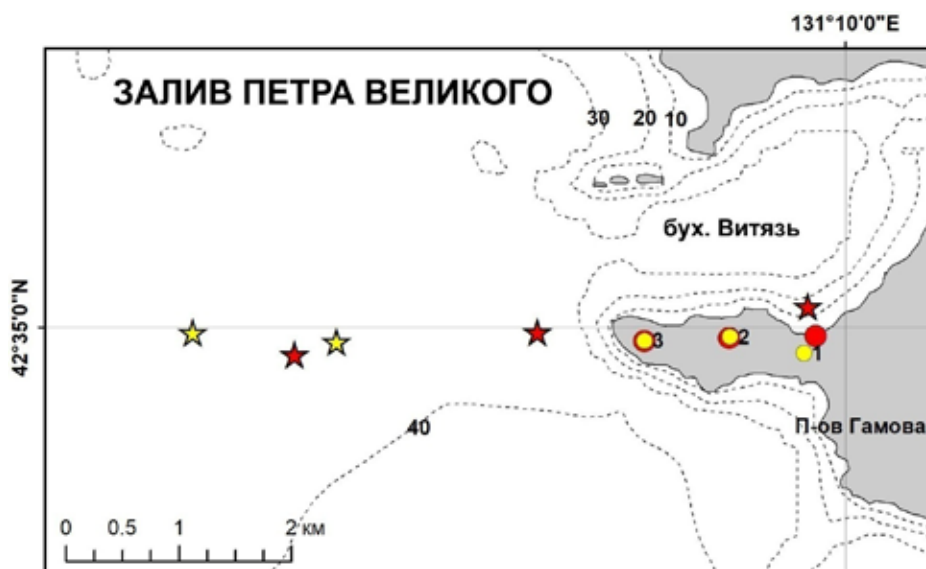 131°10'0"E
ЗАЛИВ ПЕТРА ВЕЛИКОГО
30 20 10
бух. Витязь
42°35'0"N
3 2 1
П-ов Гамова
40
0 0.5 1 2 км